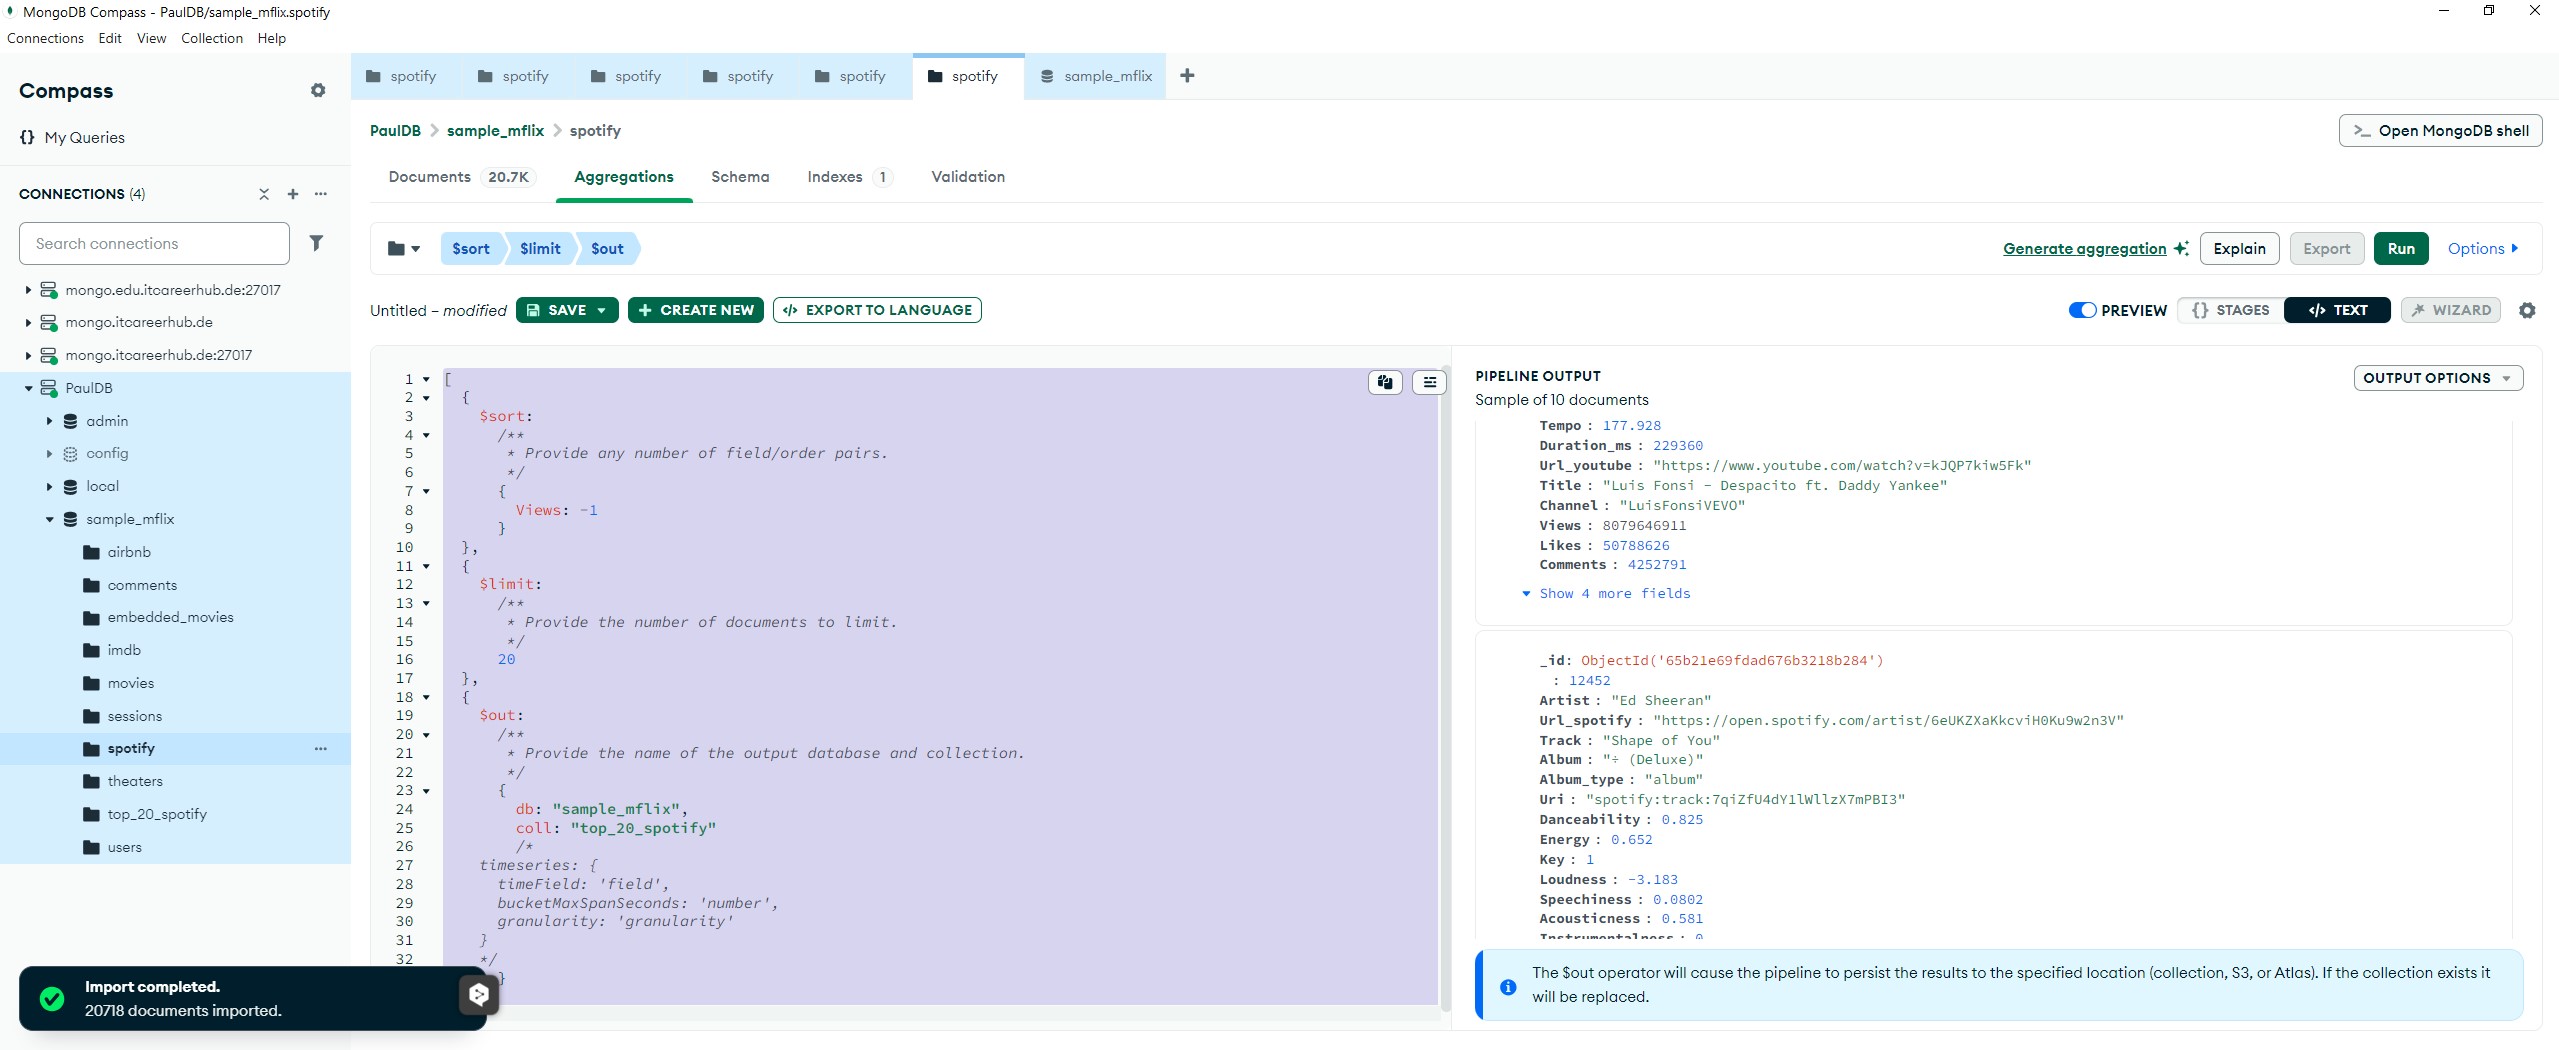 MongoDB Compass - PaulDB/sample_mflix.spotify
Connections Edit View Collection Help
Compass
{} My Queries
CONNECTIONS (4)
Search connections
mongo.edu.itcareerhub.de:27017
mongo.itcareerhub.de
mongo.itcareerhub.de:27017
PaulDB
admin
config
local
sample_mflix
airbnb
comments
embedded_movies
imdb
movies
sessions
spotify
theaters
top_20_spotify
users
Import completed.
20718 documents imported.
spotify spotify spotify spotify spotify spotify sample_mflix
PaulDB > sample_mflix > spotify
>_ Open MongoDB shell
Documents 20.7K Aggregations Schema Indexes 1 Validation
$sort $limit $out
Generate aggregation Explain Export Run Options
Untitled – modified SAVE + CREATE NEW </> EXPORT TO LANGUAGE
PREVIEW {} STAGES </> TEXT WIZARD
1 [
2 {
3 $sort:
4 /**
5 * Provide any number of field/order pairs.
6 */
7 {
8 Views: -1
9 }
10 },
11 {
12 $limit:
13 /**
14 * Provide the number of documents to limit.
15 */
16 20
17 },
18 {
19 $out:
20 /**
21 * Provide the name of the output database and collection.
22 */
23 {
24 db: "sample_mflix",
25 coll: "top_20_spotify"
26 /*
27 timeseries: {
28 timeField: 'field',
29 bucketMaxSpanSeconds: 'number',
30 granularity: 'granularity'
31 }
32 */
}
PIPELINE OUTPUT
Sample of 10 documents
OUTPUT OPTIONS
Tempo : 177.928
Duration_ms : 229360
Url_youtube : "https://www.youtube.com/watch?v=kJQP7kiw5Fk"
Title : "Luis Fonsi - Despacito ft. Daddy Yankee"
Channel : "LuisFonsiVEVO"
Views : 8079646911
Likes : 50788626
Comments : 4252791
Show 4 more fields
_id: ObjectId('65b21e69fdad676b3218b284')
: 12452
Artist : "Ed Sheeran"
Url_spotify : "https://open.spotify.com/artist/6eUKZXaKkcviH0Ku9w2n3V"
Track : "Shape of You"
Album : "÷ (Deluxe)"
Album_type : "album"
Uri : "spotify:track:7qiZfU4dY1lWllzX7mPBI3"
Danceability : 0.825
Energy : 0.652
Key : 1
Loudness : -3.183
Speechiness : 0.0802
Acousticness : 0.581
Instrumentalness : 0
The $out operator will cause the pipeline to persist the results to the specified location (collection, S3, or Atlas). If the collection exists it
will be replaced.